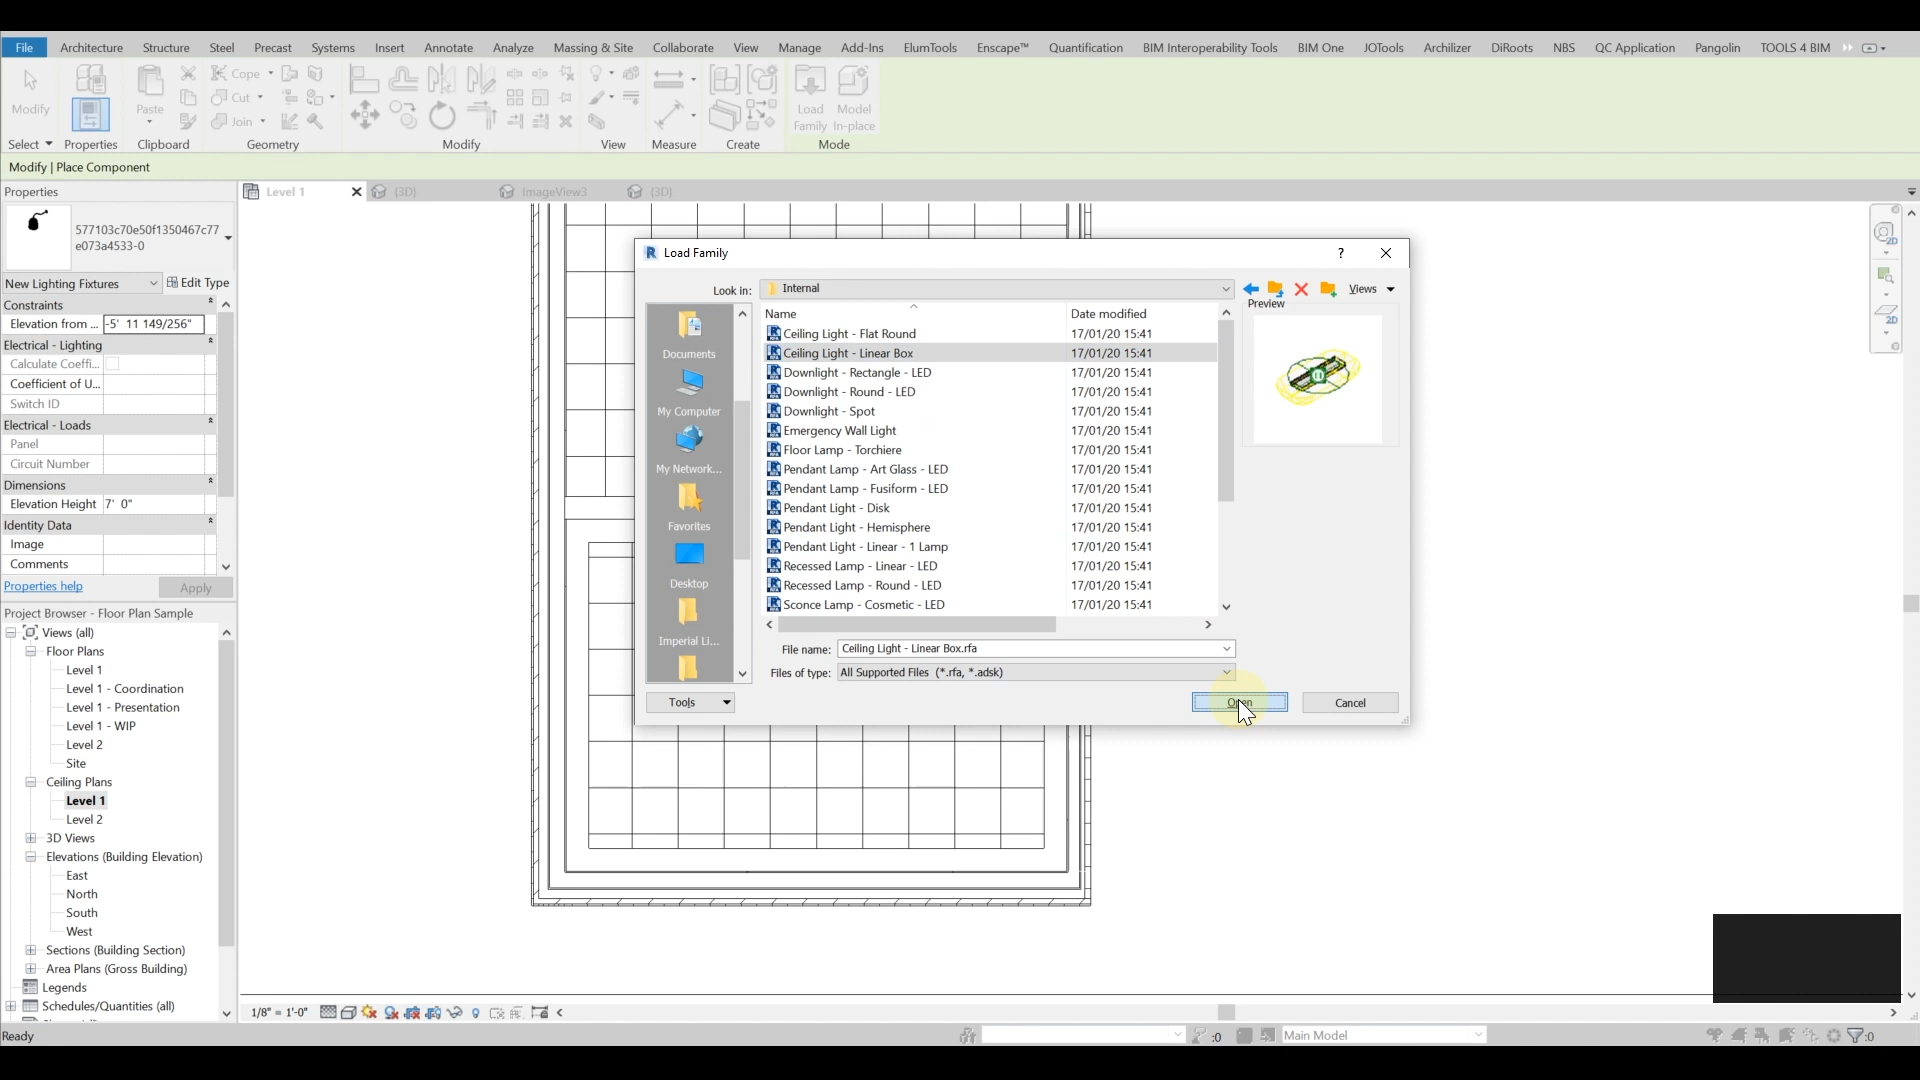 File Architecture Structure Steel Precast Systems Insert Annotate Analyze Massing & Site Collaborate View Manage Add-Ins ElumTools Enscape™ Quantification BIM Interoperability Tools BIM One JOTools Archilizer DiRoots NBS QC Application Pangolin TOOLS 4 BIM
Modify
Paste
Cope
Cut
Join
Load Family
Model In-place
Select Properties Clipboard Geometry Modify View Measure Create Mode
Modify | Place Component
Properties
Level 1 {3D} ImageView3 {3D}
577103c70e50f1350467c77
e073a4533-0
New Lighting Fixtures Edit Type
Constraints
Elevation from ... -5' 11 149/256"
Electrical - Lighting
Calculate Coeffi...
Coefficient of U...
Switch ID
Electrical - Loads
Panel
Circuit Number
Dimensions
Elevation Height 7' 0"
Identity Data
Image
Comments
Properties help Apply
Project Browser - Floor Plan Sample
Views (all)
Floor Plans
Level 1
Level 1 - Coordination
Level 1 - Presentation
Level 1 - WIP
Level 2
Site
Ceiling Plans
Level 1
Level 2
3D Views
Elevations (Building Elevation)
East
North
South
West
Sections (Building Section)
Area Plans (Gross Building)
Legends
Schedules/Quantities (all)
Load Family ?
Look in: Internal Views
Preview
Documents
My Computer
My Network...
Favorites
Desktop
Imperial Li...
Name Date modified
Ceiling Light - Flat Round 17/01/20 15:41
Ceiling Light - Linear Box 17/01/20 15:41
Downlight - Rectangle - LED 17/01/20 15:41
Downlight - Round - LED 17/01/20 15:41
Downlight - Spot 17/01/20 15:41
Emergency Wall Light 17/01/20 15:41
Floor Lamp - Torchiere 17/01/20 15:41
Pendant Lamp - Art Glass - LED 17/01/20 15:41
Pendant Lamp - Fusiform - LED 17/01/20 15:41
Pendant Light - Disk 17/01/20 15:41
Pendant Light - Hemisphere 17/01/20 15:41
Pendant Light - Linear - 1 Lamp 17/01/20 15:41
Recessed Lamp - Linear - LED 17/01/20 15:41
Recessed Lamp - Round - LED 17/01/20 15:41
Sconce Lamp - Cosmetic - LED 17/01/20 15:41
File name: Ceiling Light - Linear Box.rfa
Files of type: All Supported Files (*.rfa, *.adsk)
Tools Open Cancel
2D
2D
1/8" = 1'-0"
Ready :0 Main Model :0